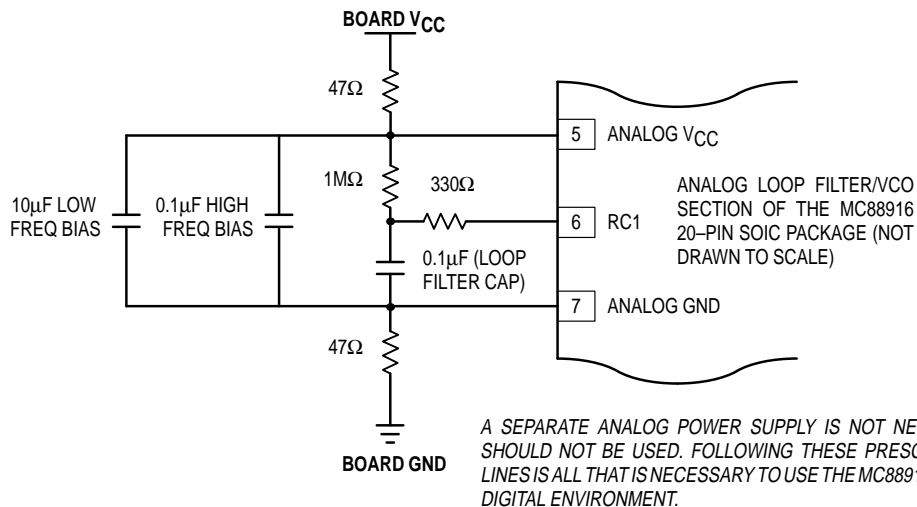 BOARD VCC
47Ω
5 ANALOG VCC
1MΩ
330Ω
10μF LOW
FREQ BIAS
0.1μF HIGH
FREQ BIAS
6 RC1
ANALOG LOOP FILTER/VCO
SECTION OF THE MC88916
20–PIN SOIC PACKAGE (NOT
DRAWN TO SCALE)
0.1μF (LOOP
FILTER CAP)
7 ANALOG GND
47Ω
BOARD GND
A SEPARATE ANALOG POWER SUPPLY IS NOT NE
SHOULD NOT BE USED. FOLLOWING THESE PRESC
LINES IS ALL THAT IS NECESSARY TO USE THE MC8891
DIGITAL ENVIRONMENT.